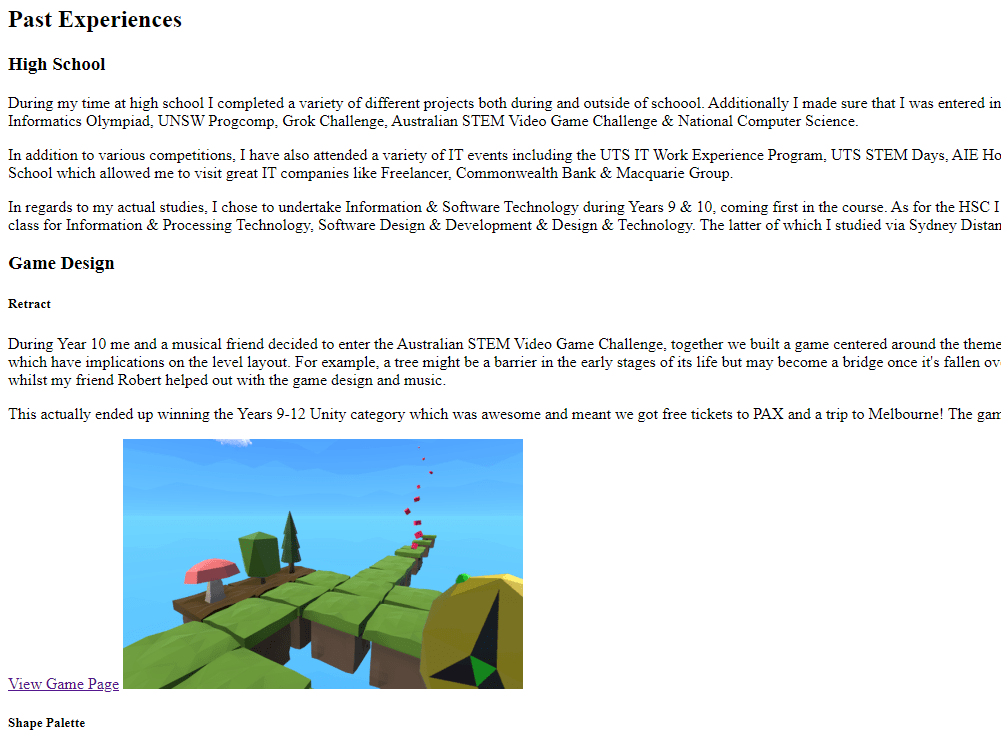 Past Experiences
High School
During my time at high school I completed a variety of different projects both during and outside of schoool. Additionally I made sure that I was entered in
Informatics Olympiad, UNSW Progcomp, Grok Challenge, Australian STEM Video Game Challenge & National Computer Science.
In addition to various competitions, I have also attended a variety of IT events including the UTS IT Work Experience Program, UTS STEM Days, AIE Ho
School which allowed me to visit great IT companies like Freelancer, Commonwealth Bank & Macquarie Group.
In regards to my actual studies, I chose to undertake Information & Software Technology during Years 9 & 10, coming first in the course. As for the HSC I
class for Information & Processing Technology, Software Design & Development & Design & Technology. The latter of which I studied via Sydney Distan
Game Design
Retract
During Year 10 me and a musical friend decided to enter the Australian STEM Video Game Challenge, together we built a game centered around the theme
which have implications on the level layout. For example, a tree might be a barrier in the early stages of its life but may become a bridge once it's fallen ov
whilst my friend Robert helped out with the game design and music.
This actually ended up winning the Years 9-12 Unity category which was awesome and meant we got free tickets to PAX and a trip to Melbourne! The gam
View Game Page
Shape Palette